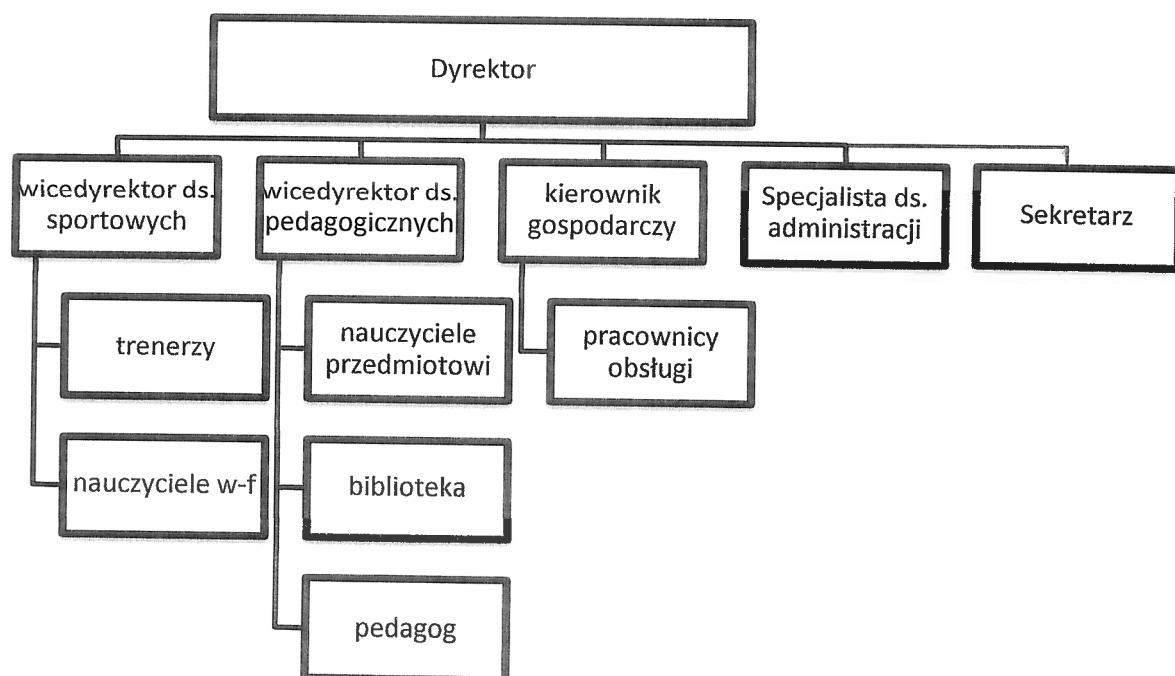 Dyrektor
wicedyrektor ds.
sportowych
wicedyrektor ds.
pedagogicznych
kierownik
gospodarczy
Specjalista ds.
administracji
Sekretarz
trenerzy
nauczyciele
przedmiotowi
pracownicy
obsługi
nauczyciele w-f
biblioteka
pedagog